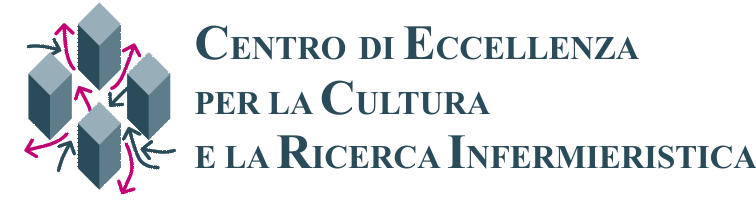 CENTRO DI ECCELLENZA
PER LA CULTURA
E LA RICERCA INFERMIERISTICA